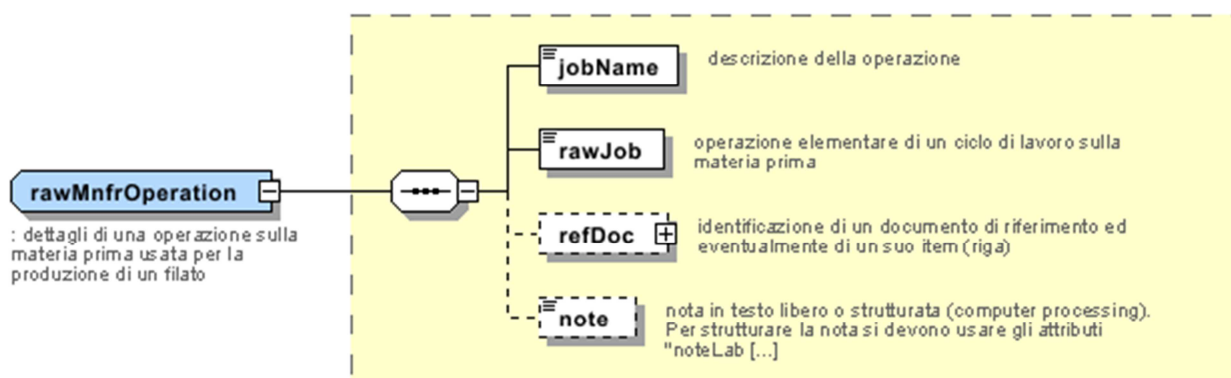 jobName
descrizione della operazione
rawJob
operazione elementare di un ciclo di lavoro sulla
materia prima
rawMnfrOperation
: dettagli di una operazione sulla
materia prima usata per la
produzione di un filato
refDoc
identificazione di un documento di riferimento ed
eventualmente di un suo item (riga)
note
nota in testo libero o strutturata (computer processing).
Per strutturare la nota si devono usare gli attributi
"noteLab [...]